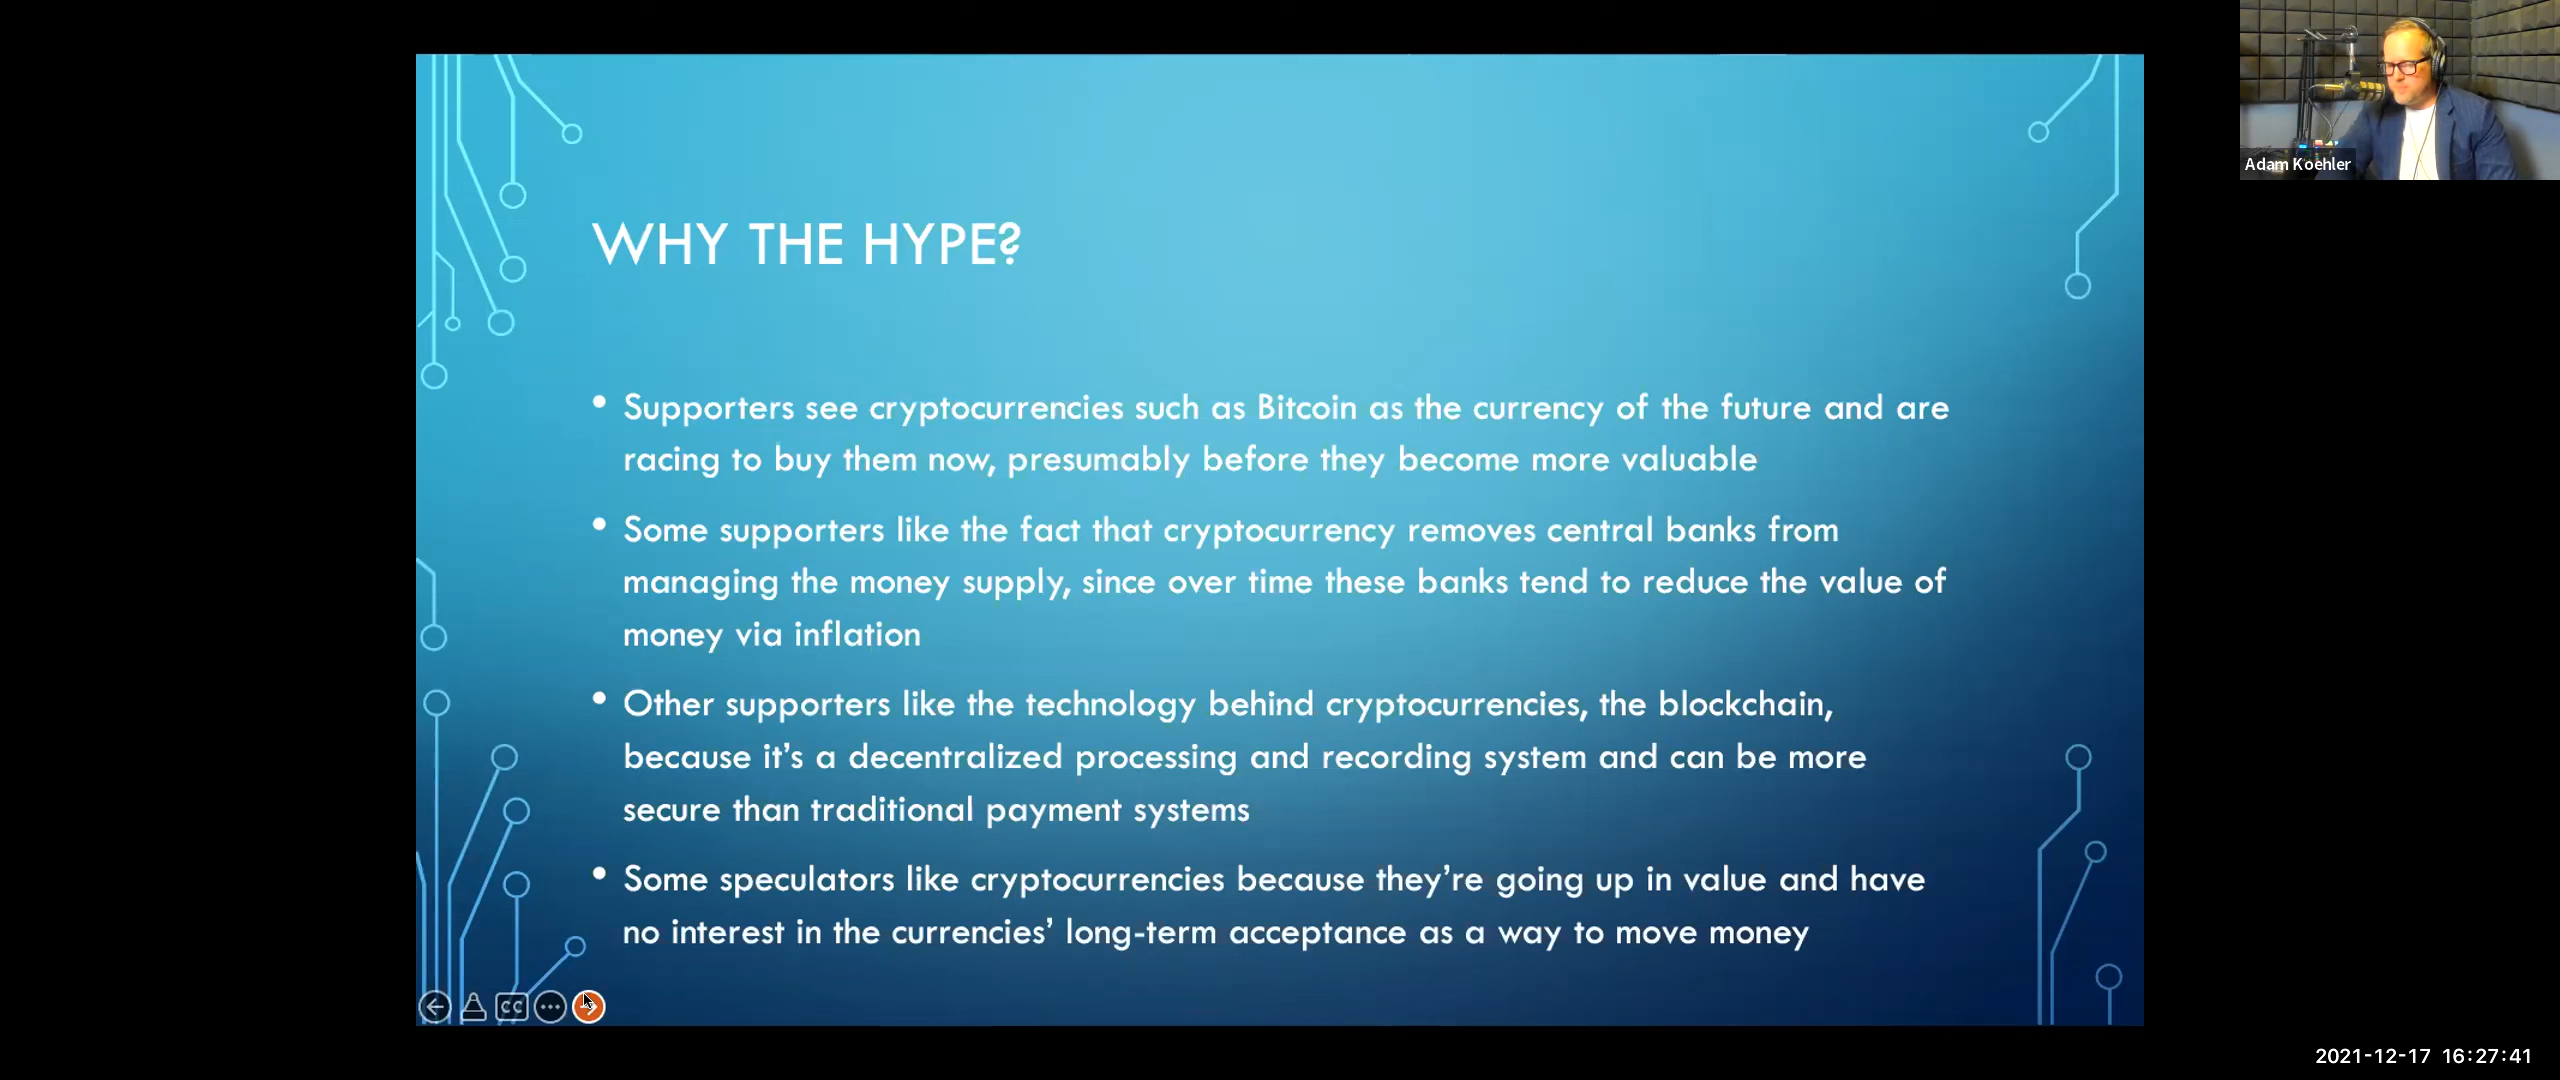 WHY THE HYPE?
• Supporters see cryptocurrencies such as Bitcoin as the currency of the future and are
racing to buy them now, presumably before they become more valuable
• Some supporters like the fact that cryptocurrency removes central banks from
managing the money supply, since over time these banks tend to reduce the value of
money via inflation
• Other supporters like the technology behind cryptocurrencies, the blockchain,
because it’s a decentralized processing and recording system and can be more
secure than traditional payment systems
• Some speculators like cryptocurrencies because they’re going up in value and have
no interest in the currencies’ long-term acceptance as a way to move money
CC
Adam Koehler
2021-12-17 16:27:41